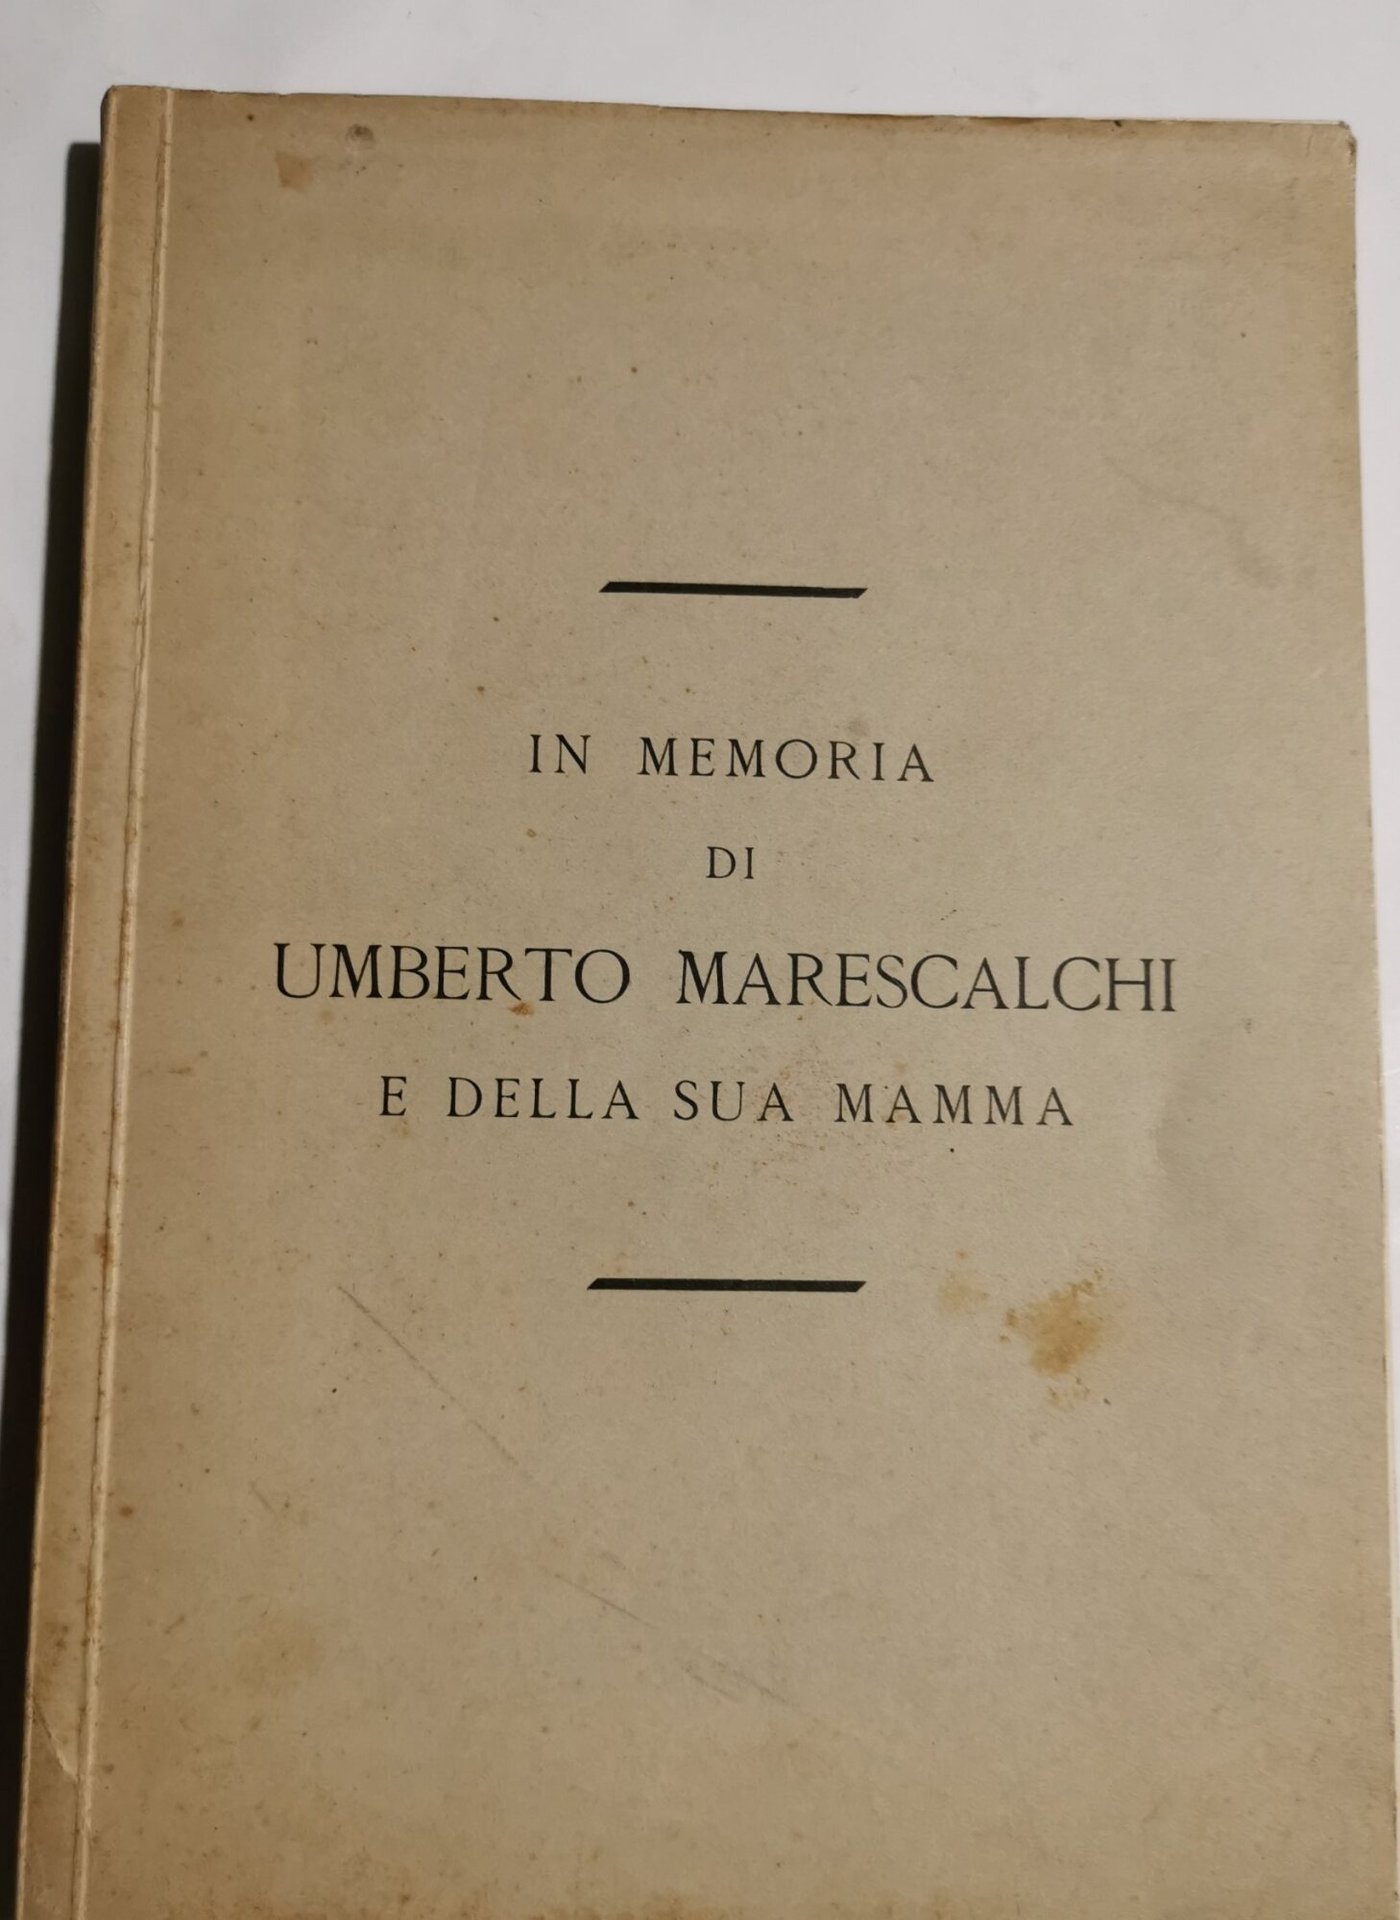 IN MEMORIA
DI
UMBERTO MARESCALCHI
E DELLA SUA MAMMA